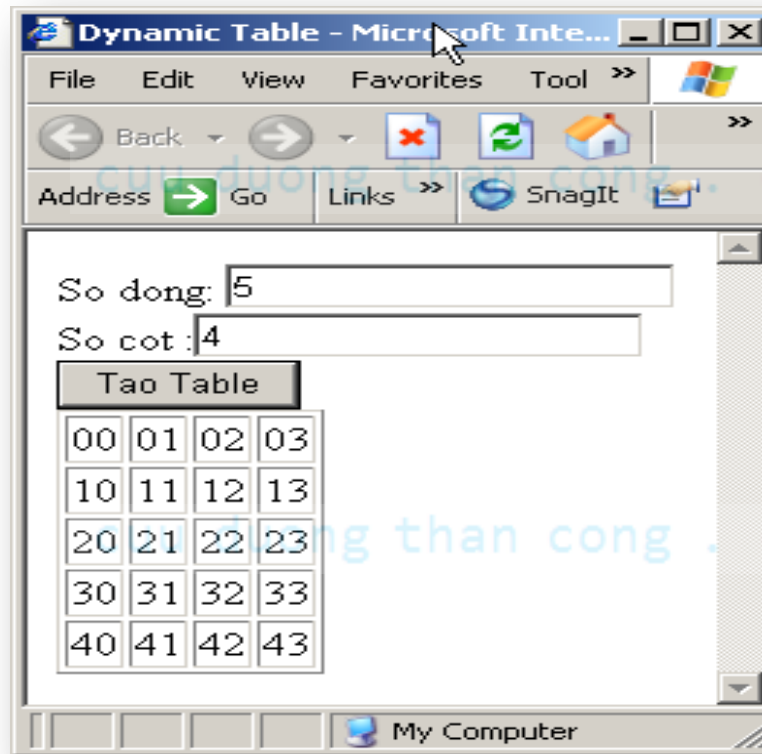 Dynamic Table - Microsoft Inte...
File Edit View Favorites Tool »
Back »
cuu duong than cong .
Address Go Links » SnagIt
So dong: 5
So cot :4
Tao Table
00 01 02 03
10 11 12 13
20 21 22 23
cuu duong than cong .
30 31 32 33
40 41 42 43
My Computer